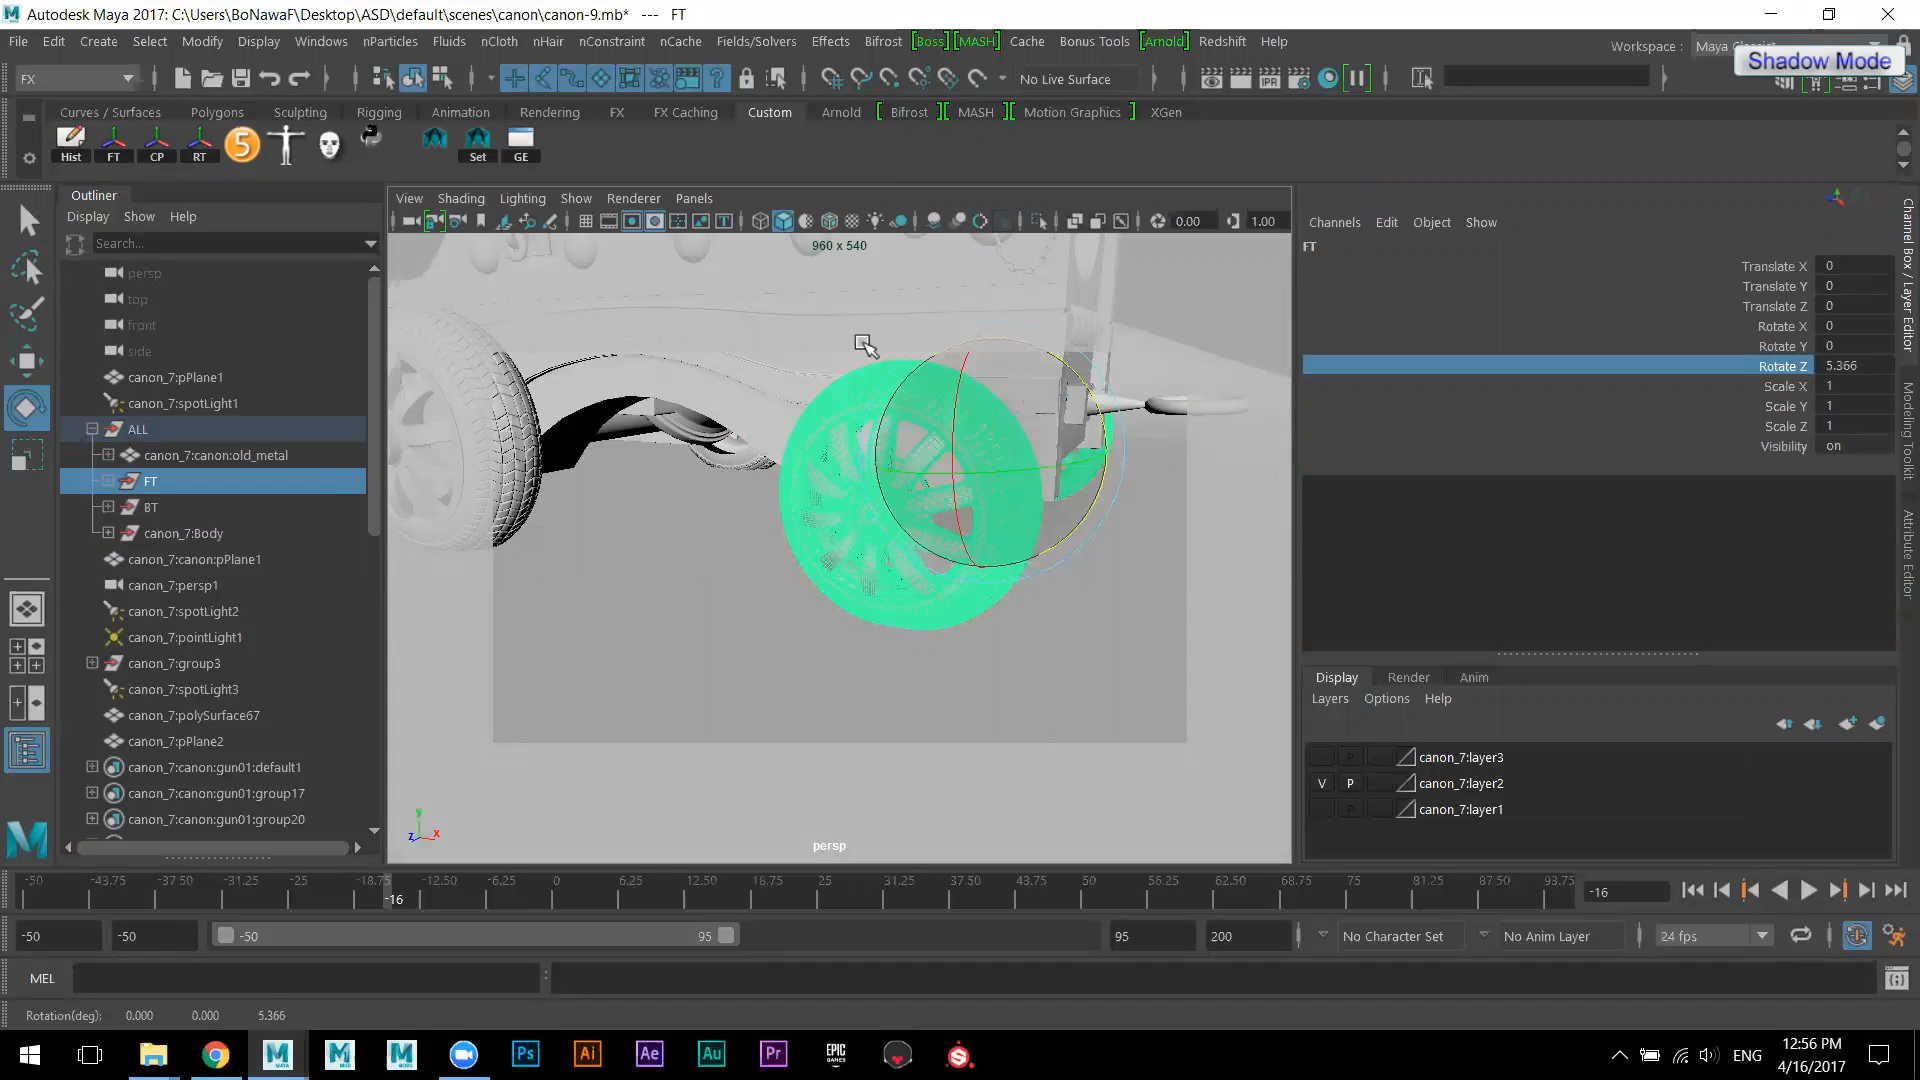 Autodesk Maya 2017: C:\Users\BoNawaF\Desktop\ASD\default\scenes\canon\canon-9.mb* --- FT
File Edit Create Select Modify Display Windows nParticles Fluids nCloth nHair nConstraint nCache Fields/Solvers Effects Bifrost [Boss] [MASH] Cache Bonus Tools [Arnold] Redshift Help
Workspace : Maya Classic
Shadow Mode
FX
No Live Surface
IPR
Curves / Surfaces Polygons Sculpting Rigging Animation Rendering FX FX Caching Custom Arnold [ Bifrost ] [ MASH ] [ Motion Graphics ] XGen
Hist FT CP RT 5 Set GE
Outliner
Display Show Help
Search...
persp
top
front
side
canon_7:pPlane1
canon_7:spotLight1
ALL
canon_7:canon:old_metal
FT
BT
canon_7:Body
canon_7:canon:pPlane1
canon_7:persp1
canon_7:spotLight2
canon_7:pointLight1
canon_7:group3
canon_7:spotLight3
canon_7:polySurface67
canon_7:pPlane2
canon_7:canon:gun01:default1
canon_7:canon:gun01:group17
canon_7:canon:gun01:group20
View Shading Lighting Show Renderer Panels
0.00 1.00
960 x 540
y
z x
persp
Channels Edit Object Show
FT
Translate X 0
Translate Y 0
Translate Z 0
Rotate X 0
Rotate Y 0
Rotate Z 5.366
Scale X 1
Scale Y 1
Scale Z 1
Visibility on
Channel Box / Layer Editor
Modeling Toolkit
Attribute Editor
Display Render Anim
Layers Options Help
P canon_7:layer3
V P canon_7:layer2
P canon_7:layer1
-50 -43.75 -37.50 -31.25 -25 -18.75 -12.50 -6.25 0 6.25 12.50 18.75 25 31.25 37.50 43.75 50 56.25 62.50 68.75 75 81.25 87.50 93.75
-16
-16
-50 -50 -50 95 95 200 No Character Set No Anim Layer 24 fps
MEL :
Rotation(deg): 0.000 0.000 5.366
M Ps Ai Ae Au Pr EPIC GAMES S
ENG
12:56 PM
4/16/2017